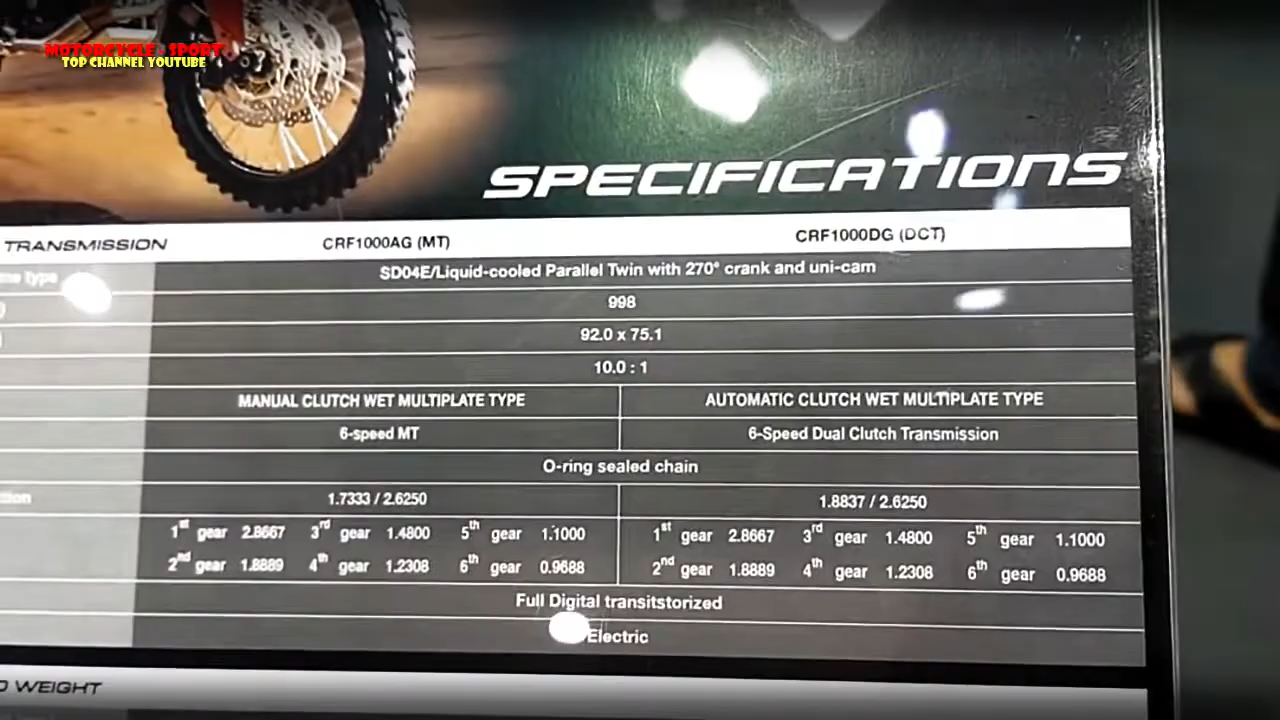 MOTORCYCLE - SPORT
TOP CHANNEL YOUTUBE
SPECIFICATIONS
TRANSMISSION CRF1000AG (MT) CRF1000DG (DCT)
type SD04E/Liquid-cooled Parallel Twin with 270° crank and uni-cam
998
92.0 x 75.1
10.0 : 1
MANUAL CLUTCH WET MULTIPLATE TYPE AUTOMATIC CLUTCH WET MULTIPLATE TYPE
6-speed MT 6-Speed Dual Clutch Transmission
O-ring sealed chain
1.7333 / 2.6250 1.8837 / 2.6250
1st gear 2.8667 3rd gear 1.4800 5th gear 1.1000 1st gear 2.8667 3rd gear 1.4800 5th gear 1.1000
2nd gear 1.8889 4th gear 1.2308 6th gear 0.9688 2nd gear 1.8889 4th gear 1.2308 6th gear 0.9688
Full Digital transitstorized
Electric
WEIGHT